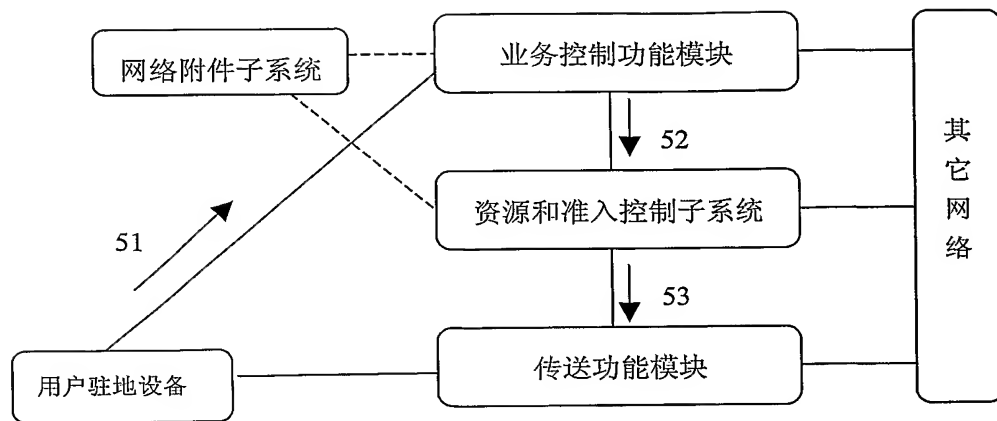 网络附件子系统
业务控制功能模块
52
资源和准入控制子系统
51
53
用户驻地设备
传送功能模块
其它网络